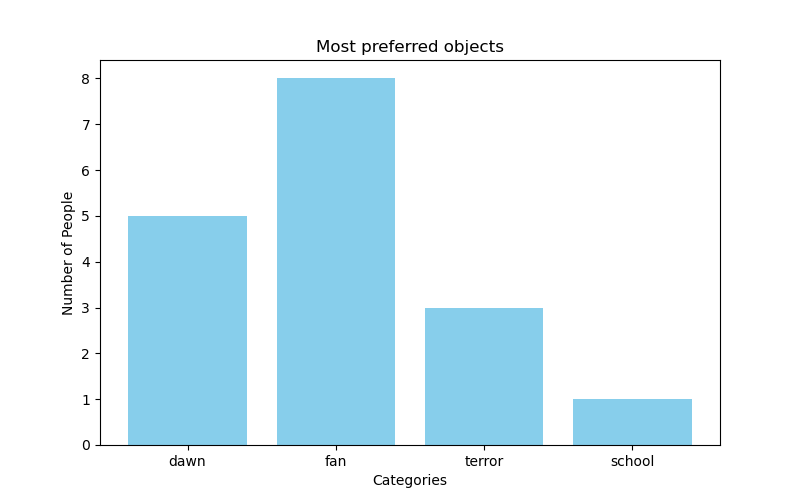 Most preferred objects
8
7
6
5
4
3
2
1
0
Number of People
dawn fan terror school
Categories